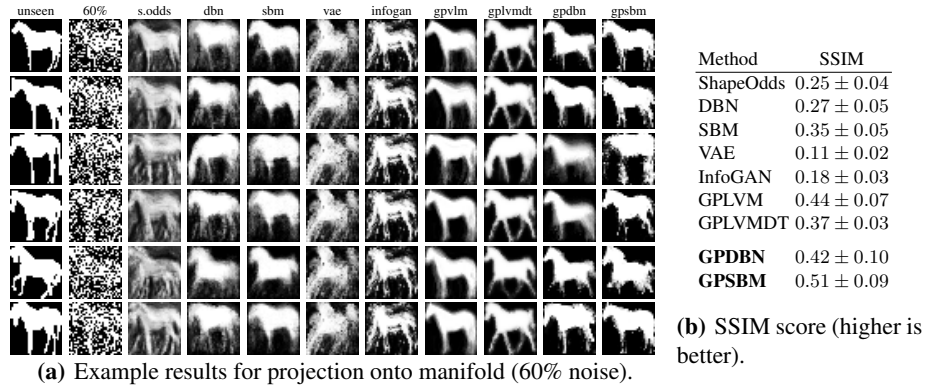 unseen 60% s.odds dbn sbm vae infogan gpvlm gplvmdt gpdbn gpsbm
(a) Example results for projection onto manifold (60% noise).
Method SSIM
ShapeOdds 0.25 ± 0.04
DBN 0.27 ± 0.05
SBM 0.35 ± 0.05
VAE 0.11 ± 0.02
InfoGAN 0.18 ± 0.03
GPLVM 0.44 ± 0.07
GPLVMDT 0.37 ± 0.03
GPDBN 0.42 ± 0.10
GPSBM 0.51 ± 0.09
(b) SSIM score (higher is
better).